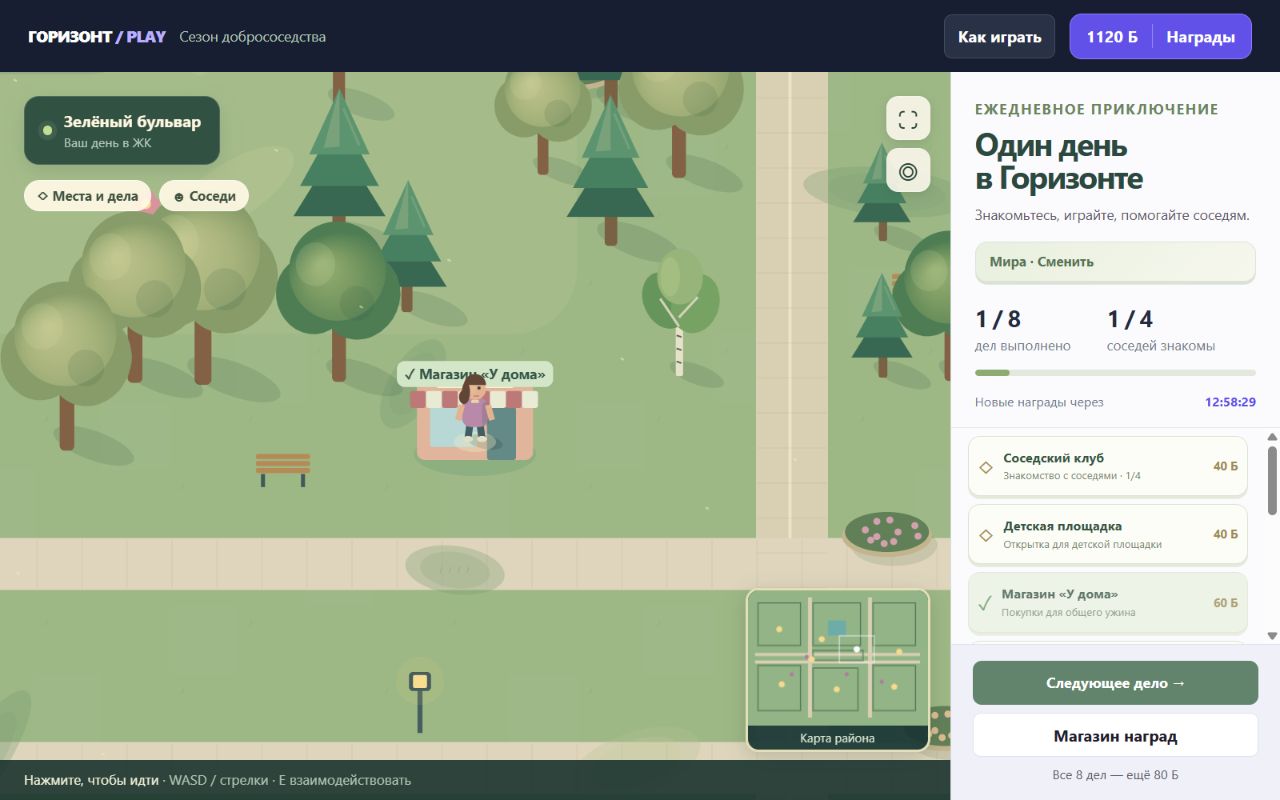 ГОРИЗОНТ / PLAY
Сезон добрососедства
Как играть
1120 Б
Награды
Зелёный бульвар
Ваш день в ЖК
Места и дела
Соседи
✓ Магазин «У дома»
Карта района
Нажмите, чтобы идти · WASD / стрелки · E взаимодействовать
ЕЖЕДНЕВНОЕ ПРИКЛЮЧЕНИЕ
Один день
в Горизонте
Знакомьтесь, играйте, помогайте соседям.
Мира · Сменить
1 / 8
дел выполнено
1 / 4
соседей знакомы
Новые награды через
12:58:29
Соседский клуб
Знакомство с соседями · 1/4
40 Б
Детская площадка
Открытка для детской площадки
40 Б
Магазин «У дома»
Покупки для общего ужина
60 Б
Следующее дело →
Магазин наград
Все 8 дел — ещё 80 Б